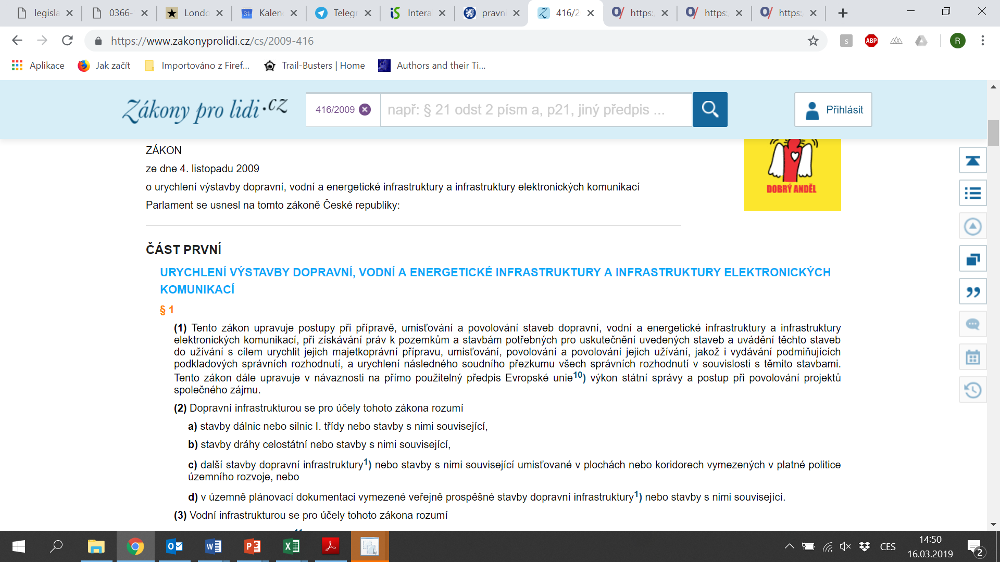 legisla
0366-
Londo
31
Kalen
Telegr
Intera
pravni
416/2
https:
https:
https:
https://www.zakonyprolidi.cz/cs/2009-416
s
ABP
R
Aplikace
Jak začít
Importováno z Firef...
Trail-Busters | Home
Authors and their Ti...
Zákony pro lidi.cz
416/2009
např: § 21 odst 2 písm a, p21, jiný předpis ...
Přihlásit
ZÁKON
ze dne 4. listopadu 2009
o urychlení výstavby dopravní, vodní a energetické infrastruktury a infrastruktury elektronických komunikací
Parlament se usnesl na tomto zákoně České republiky:
DOBRÝ ANDĚL
ČÁST PRVNÍ
URYCHLENÍ VÝSTAVBY DOPRAVNÍ, VODNÍ A ENERGETICKÉ INFRASTRUKTURY A INFRASTRUKTURY ELEKTRONICKÝCH
KOMUNIKACÍ
§ 1
(1) Tento zákon upravuje postupy při přípravě, umisťování a povolování staveb dopravní, vodní a energetické infrastruktury a infrastruktury
elektronických komunikací, při získávání práv k pozemkům a stavbám potřebných pro uskutečnění uvedených staveb a uvádění těchto staveb
do užívání s cílem urychlit jejich majetkoprávní přípravu, umisťování, povolování a povolování jejich užívání, jakož i vydávání podmiňujících
podkladových správních rozhodnutí, a urychlení následného soudního přezkumu všech správních rozhodnutí v souvislosti s těmito stavbami.
Tento zákon dále upravuje v návaznosti na přímo použitelný předpis Evropské unie10) výkon státní správy a postup při povolování projektů
společného zájmu.
(2) Dopravní infrastrukturou se pro účely tohoto zákona rozumí
a) stavby dálnic nebo silnic I. třídy nebo stavby s nimi související,
b) stavby dráhy celostátní nebo stavby s nimi související,
c) další stavby dopravní infrastruktury1) nebo stavby s nimi související umisťované v plochách nebo koridorech vymezených v platné politice
územního rozvoje, nebo
d) v územně plánovací dokumentaci vymezené veřejně prospěšné stavby dopravní infrastruktury1) nebo stavby s nimi související.
(3) Vodní infrastrukturou se pro účely tohoto zákona rozumí
CES
14:50
16.03.2019
2